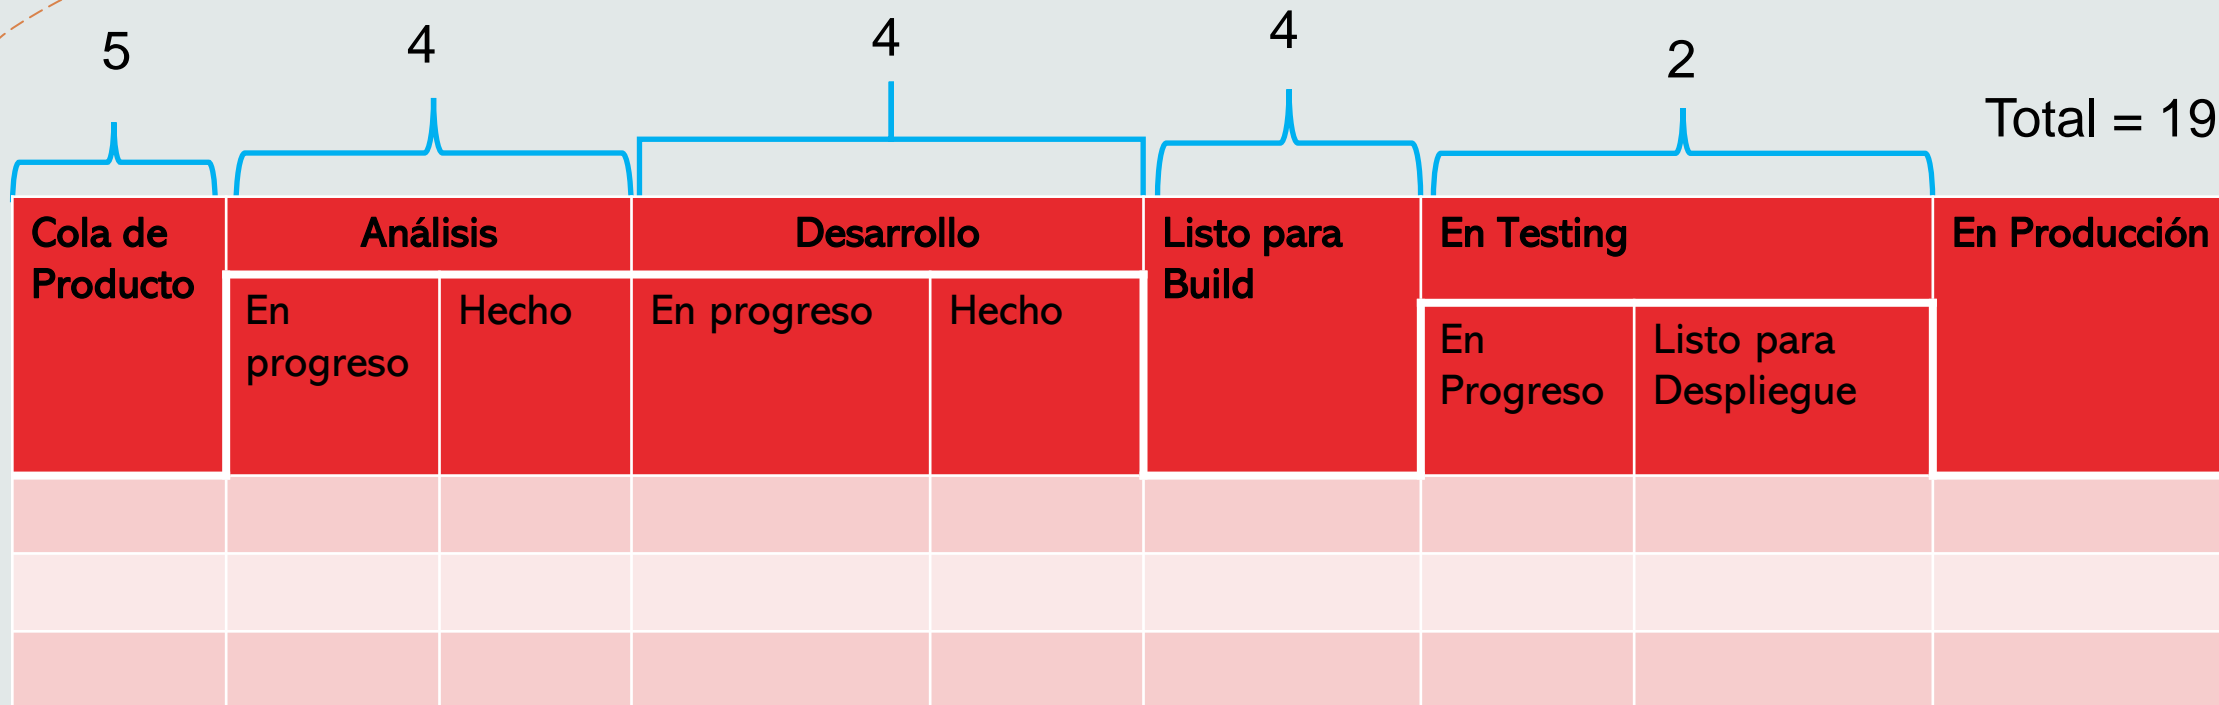 5
4
4
4
2
Total = 19
Cola de
Producto
Análisis
Desarrollo
Listo para
Build
En Testing
En Producción
En
progreso
Hecho
En progreso
Hecho
En
Progreso
Listo para
Despliegue